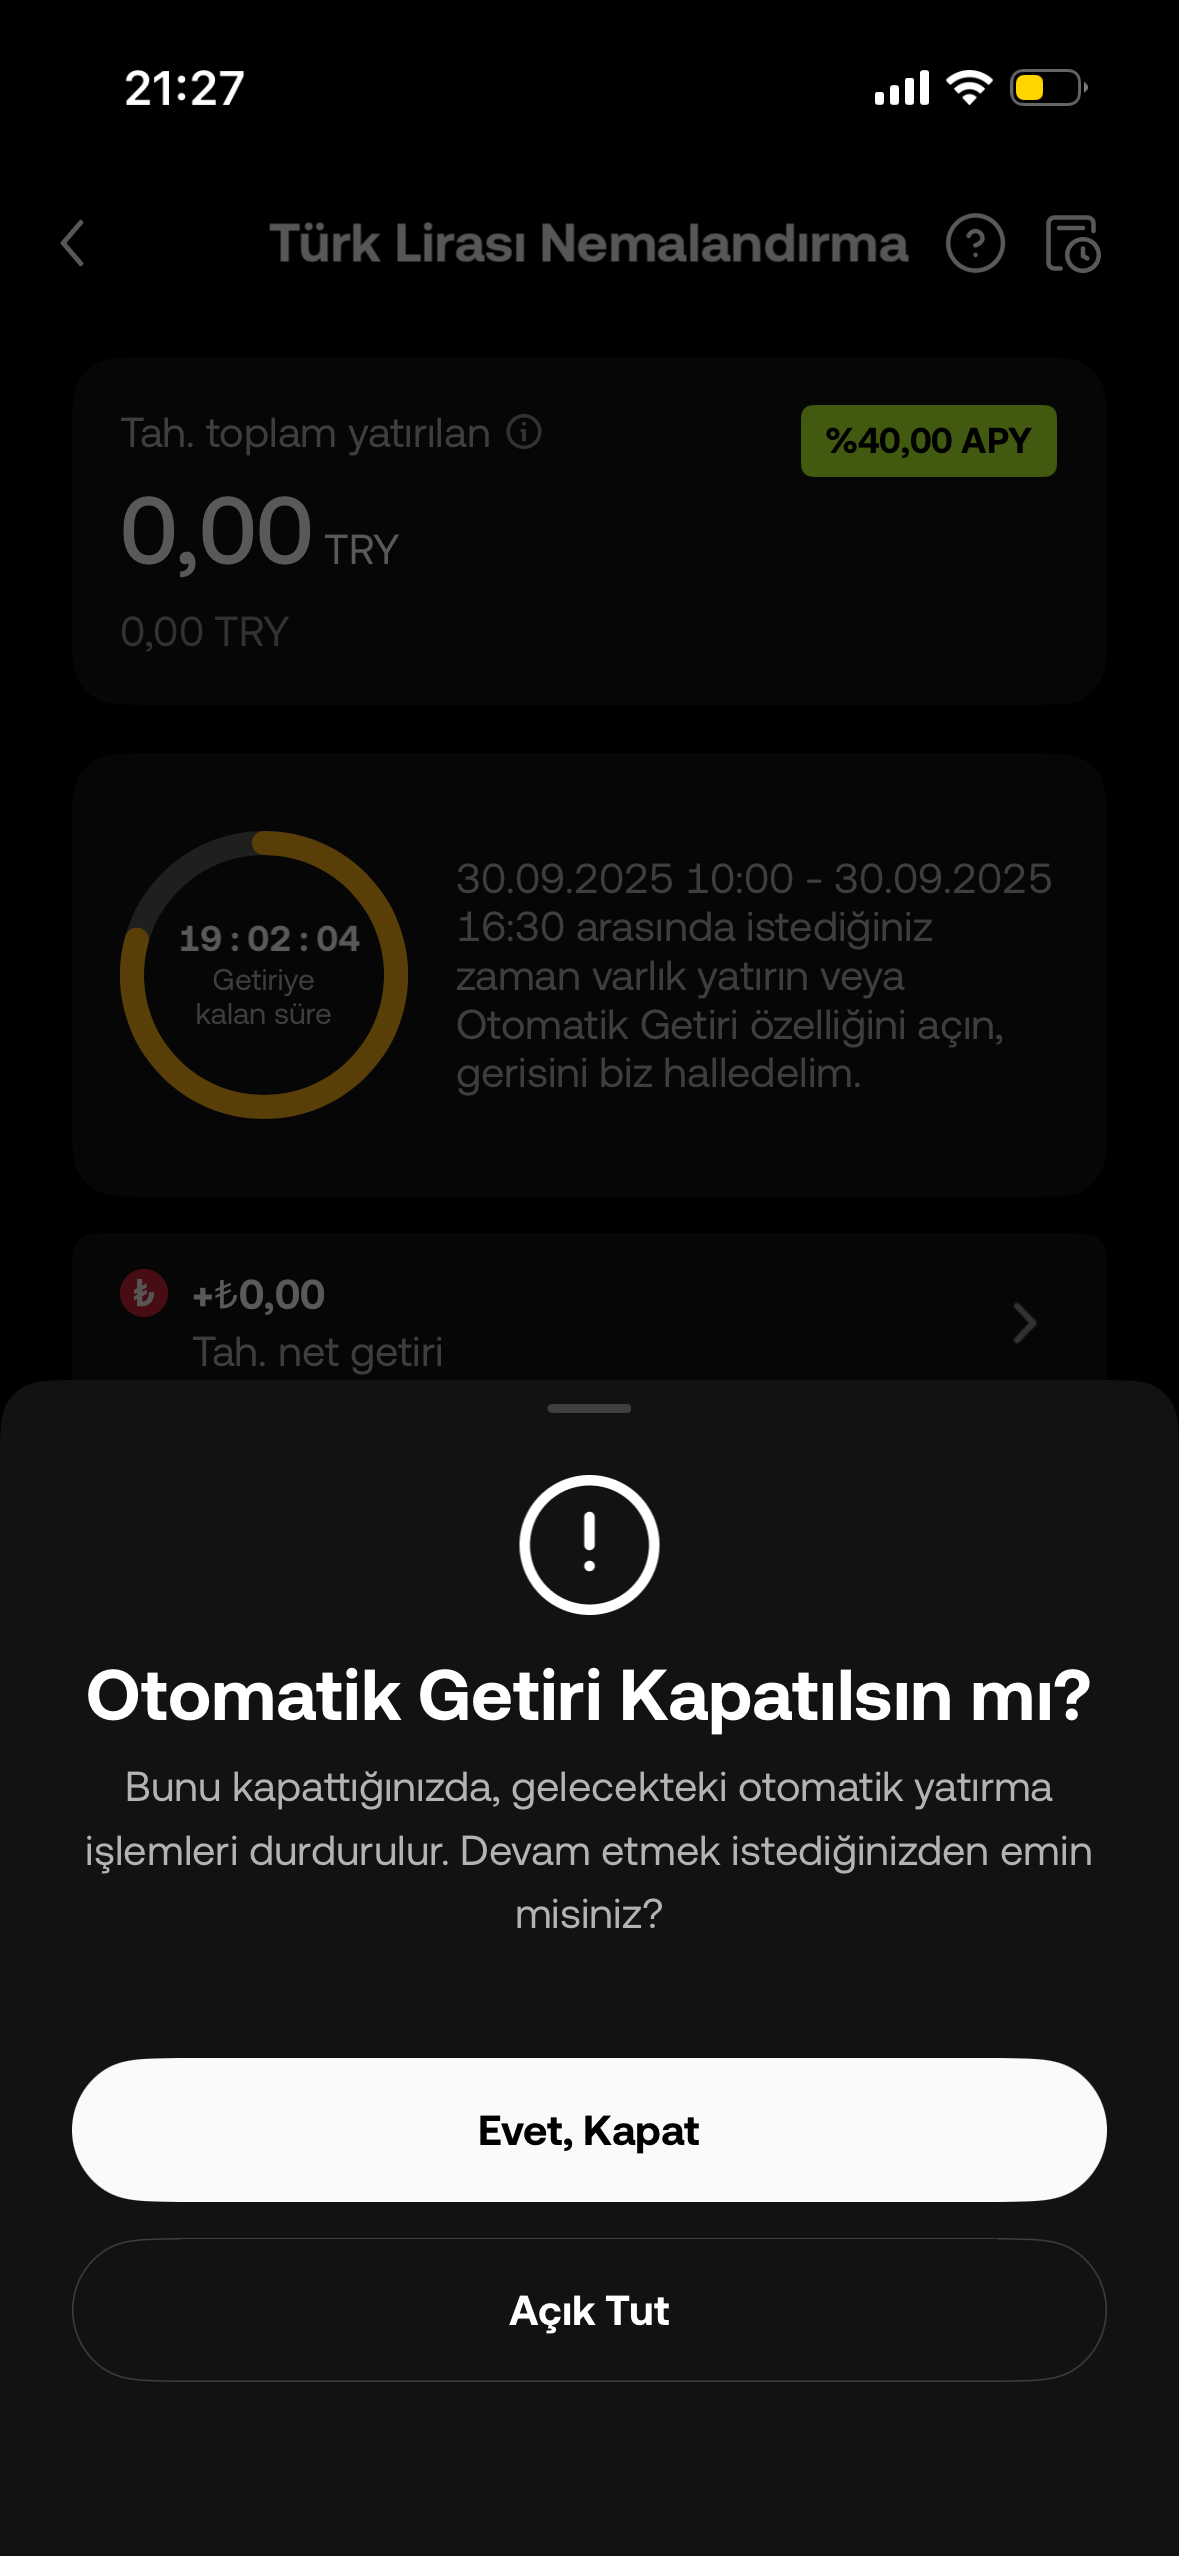 21:27
Türk Lirası Nemalandırma
Tah. toplam yatırılan
%40,00 APY
0,00 TRY
0,00 TRY
19 : 02 : 04
Getiriye
kalan süre
30.09.2025 10:00 - 30.09.2025
16:30 arasında istediğiniz
zaman varlık yatırın veya
Otomatik Getiri özelliğini açın,
gerisini biz halledelim.
₺
+₺0,00
Tah. net getiri
Otomatik Getiri Kapatılsın mı?
Bunu kapattığınızda, gelecekteki otomatik yatırma
işlemleri durdurulur. Devam etmek istediğinizden emin
misiniz?
Evet, Kapat
Açık Tut